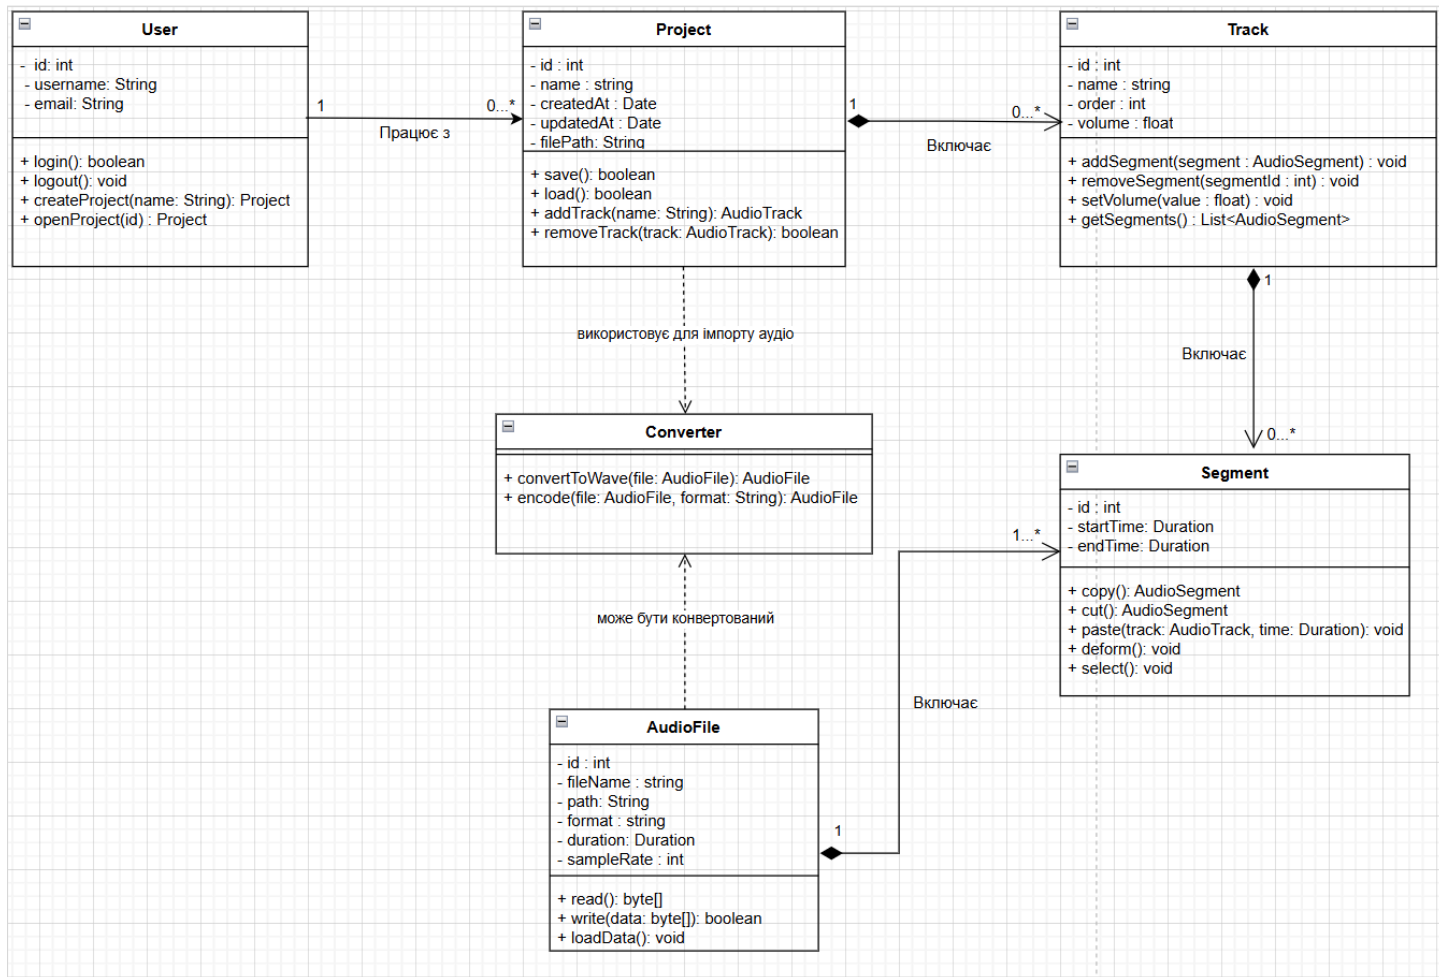 User
- id: int
- username: String
- email: String
+ login(): boolean
+ logout(): void
+ createProject(name: String): Project
+ openProject(id) : Project
1
0...*
Працює з
Project
- id : int
- name : string
- createdAt : Date
- updatedAt : Date
- filePath: String
+ save(): boolean
+ load(): boolean
+ addTrack(name: String): AudioTrack
+ removeTrack(track: AudioTrack): boolean
1
0...*
Включає
Track
- id : int
- name : string
- order : int
- volume : float
+ addSegment(segment : AudioSegment) : void
+ removeSegment(segmentId : int) : void
+ setVolume(value : float) : void
+ getSegments() : List<AudioSegment>
1
Включає
0...*
використовує для імпорту аудіо
Converter
+ convertToWave(file: AudioFile): AudioFile
+ encode(file: AudioFile, format: String): AudioFile
Segment
- id : int
- startTime: Duration
- endTime: Duration
+ copy(): AudioSegment
+ cut(): AudioSegment
+ paste(track: AudioTrack, time: Duration): void
+ deform(): void
+ select(): void
1...*
може бути конвертований
Включає
1
AudioFile
- id : int
- fileName : string
- path: String
- format : string
- duration: Duration
- sampleRate : int
+ read(): byte[]
+ write(data: byte[]): boolean
+ loadData(): void